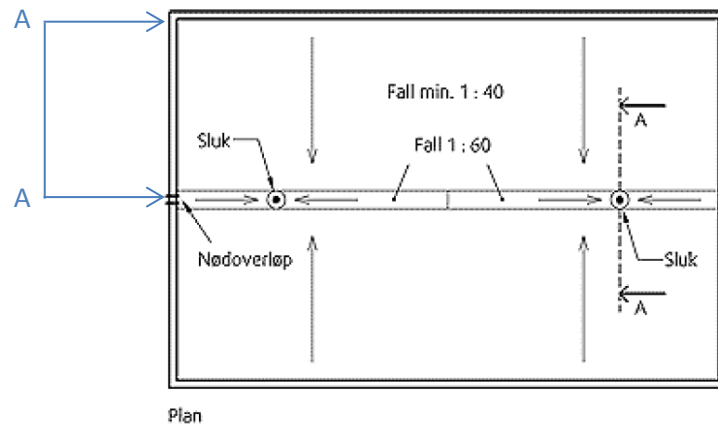 A
Fall min. 1 : 40
A
Sluk
Fall 1 : 60
A
Nødoverløp
Sluk
A
Plan